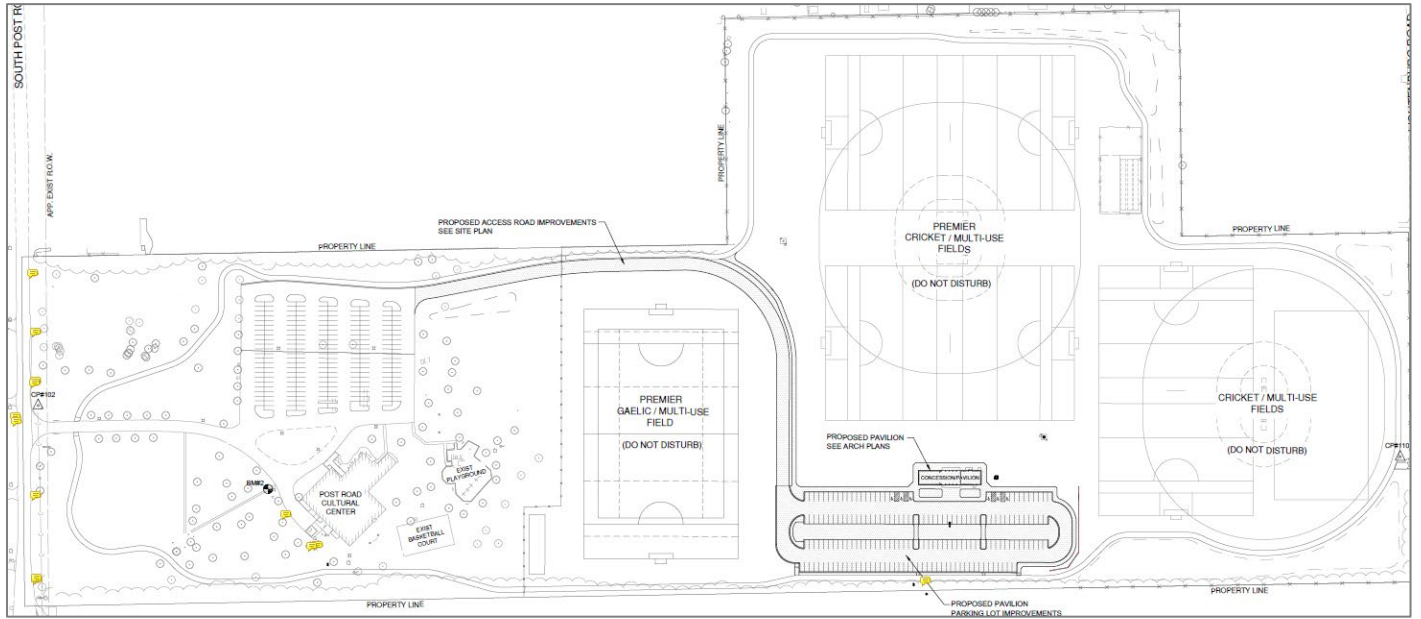 SOUTH POST RO
APP. EXIST R.O.W.
PROPERTY LINE
PROPOSED ACCESS ROAD IMPROVEMENTS
SEE SITE PLAN
PROPERTY LINE
PROPERTY LINE
PREMIER
CRICKET / MULTI-USE
FIELDS
(DO NOT DISTURB)
CP#102
PREMIER
GAELIC / MULTI-USE
FIELD
(DO NOT DISTURB)
CRICKET / MULTI-USE
FIELDS
(DO NOT DISTURB)
CP#110
PROPOSED PAVILION
SEE ARCH PLANS
CONCESSION/PAVILION
BM#2
POST ROAD
CULTURAL
CENTER
EXIST
PLAYGROUND
EXIST
BASKETBALL
COURT
PROPERTY LINE
PROPERTY LINE
PROPOSED PAVILION
PARKING LOT IMPROVEMENTS